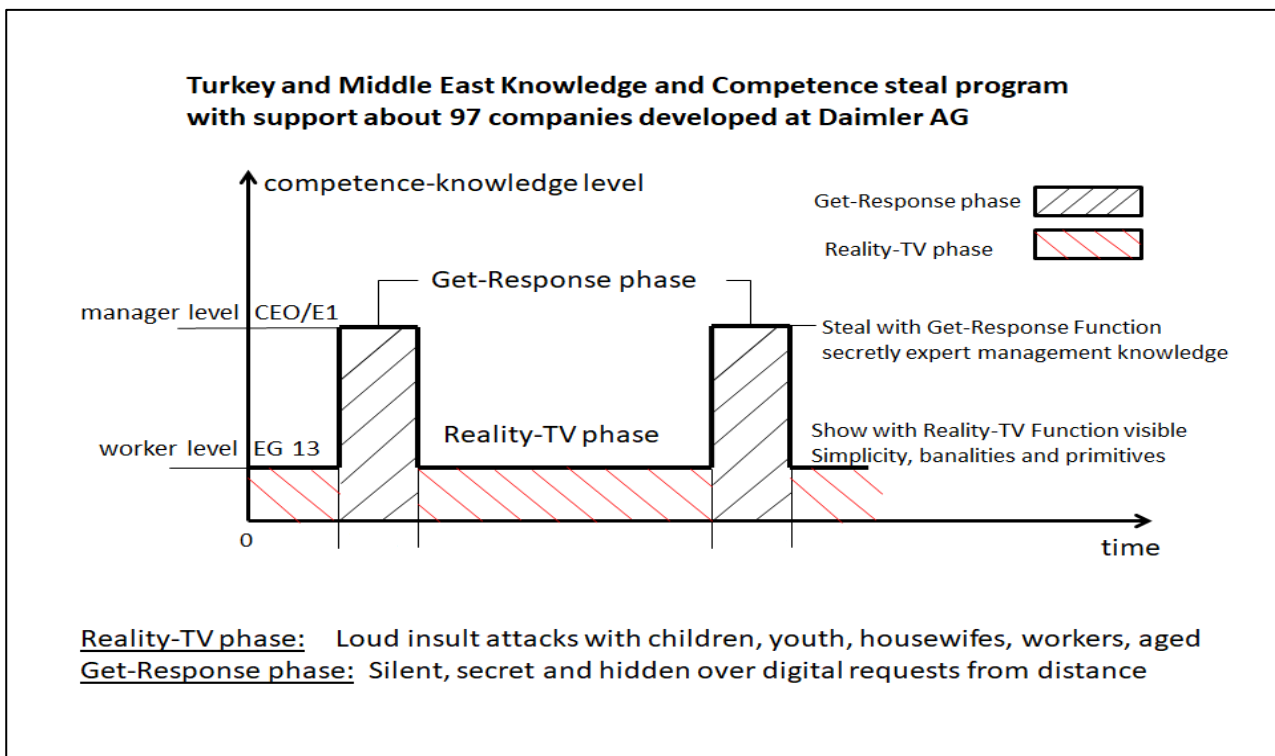 Turkey and Middle East Knowledge and Competence steal program
with support about 97 companies developed at Daimler AG
competence-knowledge level
Get-Response phase
Reality-TV phase
Get-Response phase
manager level CEO/E1
Steal with Get-Response Function
secretly expert management knowledge
Reality-TV phase
worker level EG 13
Show with Reality-TV Function visible
Simplicity, banalities and primitives
0
time
Reality-TV phase: Loud insult attacks with children, youth, housewifes, workers, aged
Get-Response phase: Silent, secret and hidden over digital requests from distance